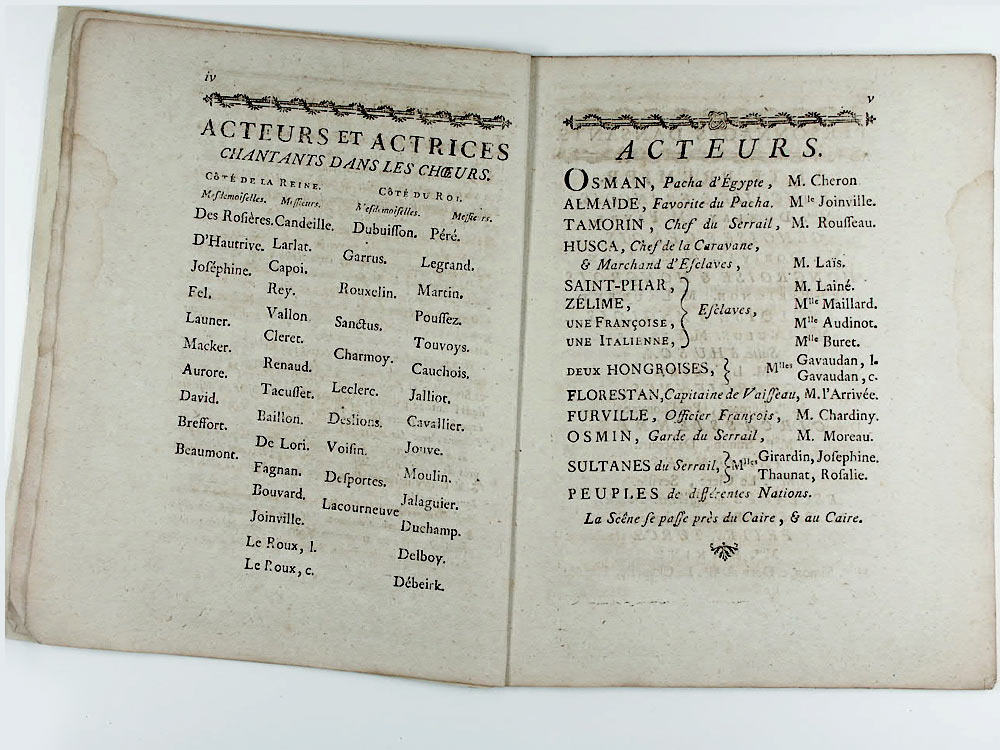 iv
ACTEURS ET ACTRICES
CHANTANTS DANS LES CHŒURS.
CÔTÉ DE LA REINE.
Mesdemoiselles. Messieurs.
Des Rosières. Candeille.
D'Hautrive. Larlat.
Joséphine. Capoi.
Fel. Rey.
Launer. Vallon
Macker. Cleret.
Aurore. Renaud.
David. Tacusset.
Breffort. Baillon.
Beaumont. De Lori.
Fagnan.
Bouvard.
Joinville.
Le Roux, l.
Le Roux, c.
CÔTÉ DU ROI.
Mesdemoiselles. Messieurs.
Dubuisson. Péré.
Garrus. Legrand.
Rouxelin. Martin.
Sanctus. Poussez.
Charmoy. Touvoys.
Leclerc. Cauchois.
Deslions. Jalliot.
Voisin. Cavallier.
Desportes. Jouve.
Lacourneuve Moulin.
Jalaguier.
Duchamp.
Delboy.
Débeirk.
v
ACTEURS.
OSMAN, Pacha d'Égypte, M. Cheron
ALMAÏDE, Favorite du Pacha. Mlle Joinville.
TAMORIN, Chef du Serrail, M. Rousseau.
HUSCA, Chef de la Caravane,
& Marchand d'Esclaves, M. Laïs.
SAINT-PHAR, M. Lainé.
ZÉLIME, Esclaves, Mlle Maillard.
UNE FRANÇOISE, Mlle Audinot.
UNE ITALIENNE, Mlle Buret.
DEUX HONGROISES, Mlles Gavaudan, l.
Gavaudan, c.
FLORESTAN, Capitaine de Vaisseau, M. l'Arrivée.
FURVILLE, Officier François, M. Chardiny.
OSMIN, Garde du Serrail, M. Moreau.
SULTANES du Serrail, Mlles Girardin, Josephine.
Thaunat, Rosalie.
PEUPLES de différentes Nations.
La Scêne se passe près du Caire, & au Caire.